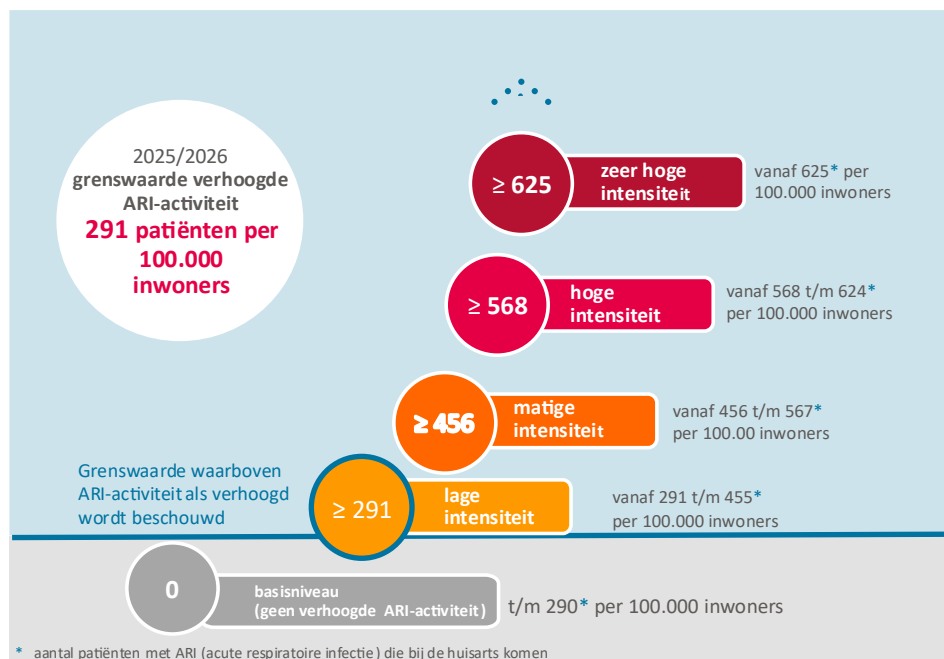 2025/2026
grenswaarde verhoogde
ARI-activiteit
291 patiënten per
100.000
inwoners
≥ 625
zeer hoge
intensiteit
vanaf 625* per
100.000 inwoners
≥ 568
hoge
intensiteit
vanaf 568 t/m 624*
per 100.000 inwoners
≥ 456
matige
intensiteit
vanaf 456 t/m 567*
per 100.00 inwoners
Grenswaarde waarboven
ARI-activiteit als verhoogd
wordt beschouwd
≥ 291
lage
intensiteit
vanaf 291 t/m 455*
per 100.000 inwoners
0
basisniveau
(geen verhoogde ARI-activiteit)
t/m 290* per 100.000 inwoners
* aantal patiënten met ARI (acute respiratoire infectie) die bij de huisarts komen